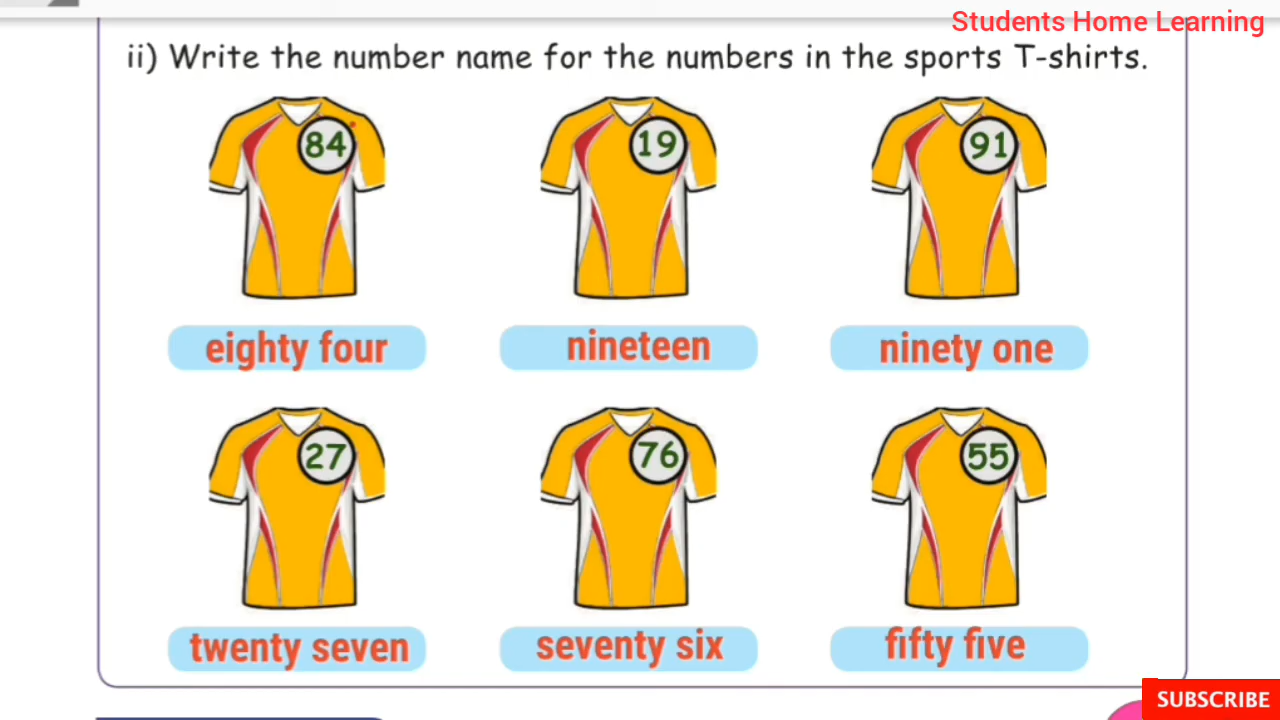 Students Home Learning
ii) Write the number name for the numbers in the sports T-shirts.
84 19 91
eighty four nineteen ninety one
27 76 55
twenty seven seventy six fifty five
SUBSCRIBE